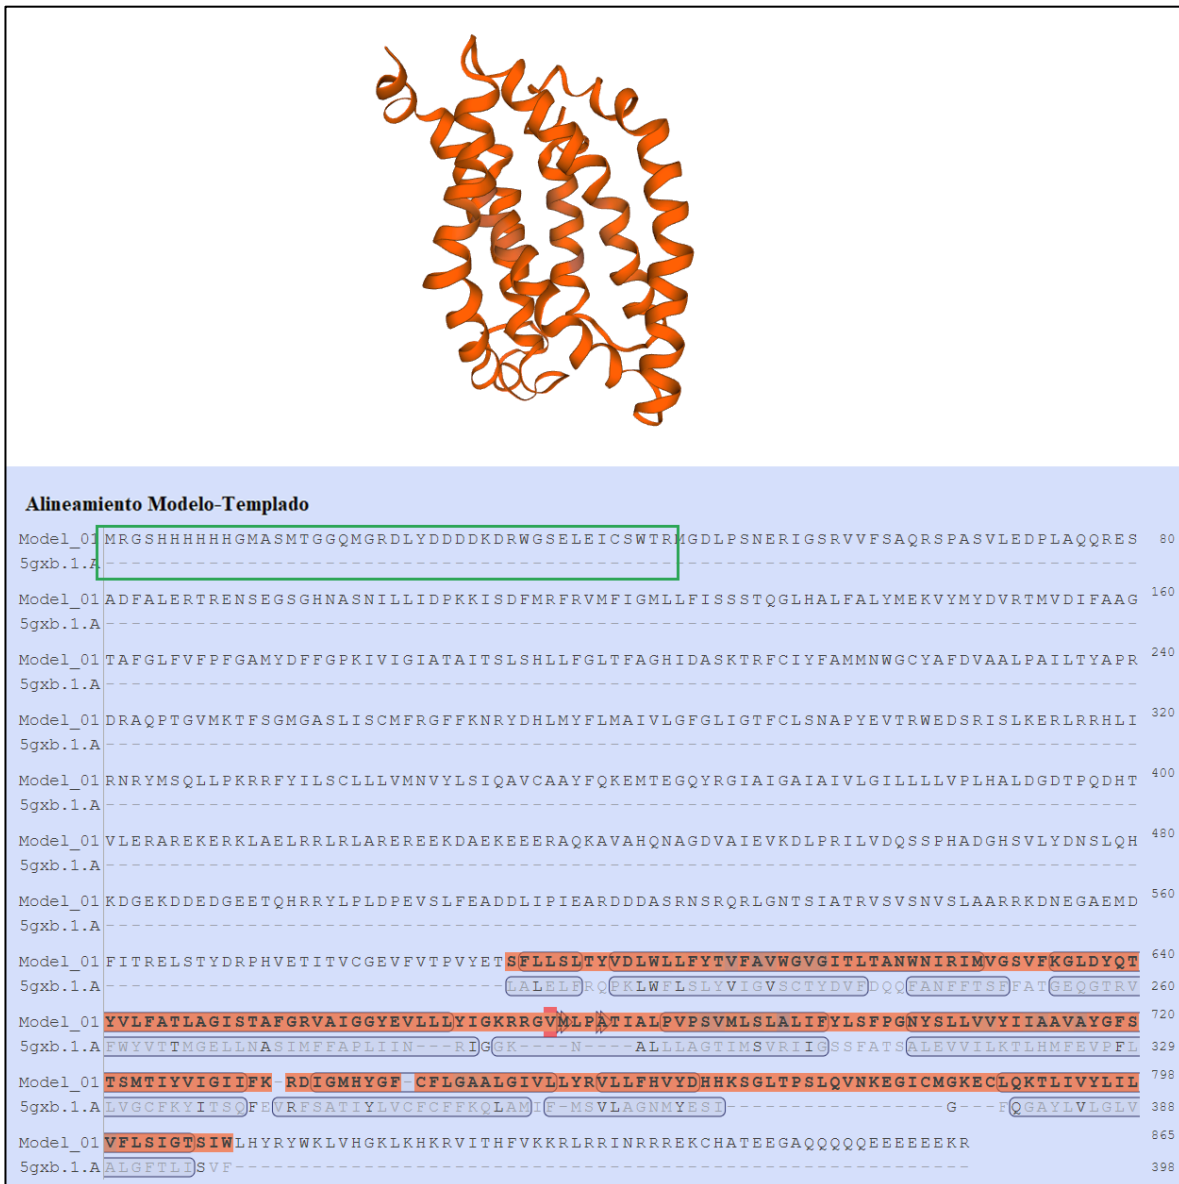 Alineamiento Modelo-Templado
Model_01 MRGSHHHHHHGMASMTGGQQMGRDLYDDDDKDRWGSELEICSWTRMGDLPSNERIGSRVVFSAQRSPASVLEDPLAQQRES 80
5gxb.1.A --------------------------------------------------------------------------------
Model_01 ADFALERTRENSEGSGHNASNILLIDPKKISDFMRFRVMFIGMLLFISSSTQGLHALFALYMEKVYMYDVRTMVDIFAAG 160
5gxb.1.A --------------------------------------------------------------------------------
Model_01 TAFGLFVFPFGAMYDFFGPKIVIGIATAITSLSHLLFGLTFAGHIDASKTRFCIYFAMMNWGCYAFDVAALPAILTYAPR 240
5gxb.1.A --------------------------------------------------------------------------------
Model_01 DRAQPTGVMKTFSGMGASLISCMFRGFFKNRYDHLMYFLMAIVLGFGLIGTFCLSNAPYEVTRWEDSRISLKERLRRHLI 320
5gxb.1.A --------------------------------------------------------------------------------
Model_01 RNRYMSQLLPKRRFYILSCLLLVMNVYLSIQAVCAAYFQKEMTEGQYRGIAIGAIAIVLGILLLLVPLHALDGDTPQDHT 400
5gxb.1.A --------------------------------------------------------------------------------
Model_01 VLERAREKERKLAELRRLRLAREREEKDAEKEEERAQKAVAHQNAGDVAIEVKDLPRILVDQSSPHADGHSVLYDNSLQH 480
5gxb.1.A --------------------------------------------------------------------------------
Model_01 KDGEKDDEDGEETQHRRYLPLDPEVSLFEADDLIPIEARDDDASRNSRQRLGNTSIATRVSVSNVSLAARRKDNEGAEMD 560
5gxb.1.A --------------------------------------------------------------------------------
Model_01 FITRELSTYDRPHVETITVCGEVFVTPVYETSFLLSLTYVDLWLLFYTVFAVWGVGITLTANWNIRIMVGSVFKGLDYQT 640
5gxb.1.A -------------------------------LALELFRQPKLWFLSLYVIGVSCTYDVFDQQFANFFTSFFATGEQGTRV 260
Model_01 YVLFATLAGISTAFGRVAIGGYEVLLLYIGKRRGVMLPATIALPVPSVMLSLALIFYLSFPGNYSLLVVYIIAAVAYGFS 720
5gxb.1.A FWYVTTMGELLNASIMFFAPLIIN---RIGGK----N----ALLLAGTIMSVRIIGSSFATSALEVVILKTLHMFEVPFL 329
Model_01 TSMTIYVIGIIFK-RDIGMHYGF-CFLGAALGIVLLYRVLLFHVYDHHKSGLTPSLQVNKEGICMGKECLQKTLIVYLIL 798
5gxb.1.A LVGCFKYITSQFEVRFSATIYLVCFCFFKQLAMIF-MSVLAGNMYESI-----------------G---FQGAYLVLGLV 388
Model_01 VFLSIGTSIWLHYRYWKLVHGKLKHKRVITHFVKKRLRRINRRREKCHATEEGAQQQQQEEEEEEKR 865
5gxb.1.A ALGFTLISVF--------------------------------------------------------- 398